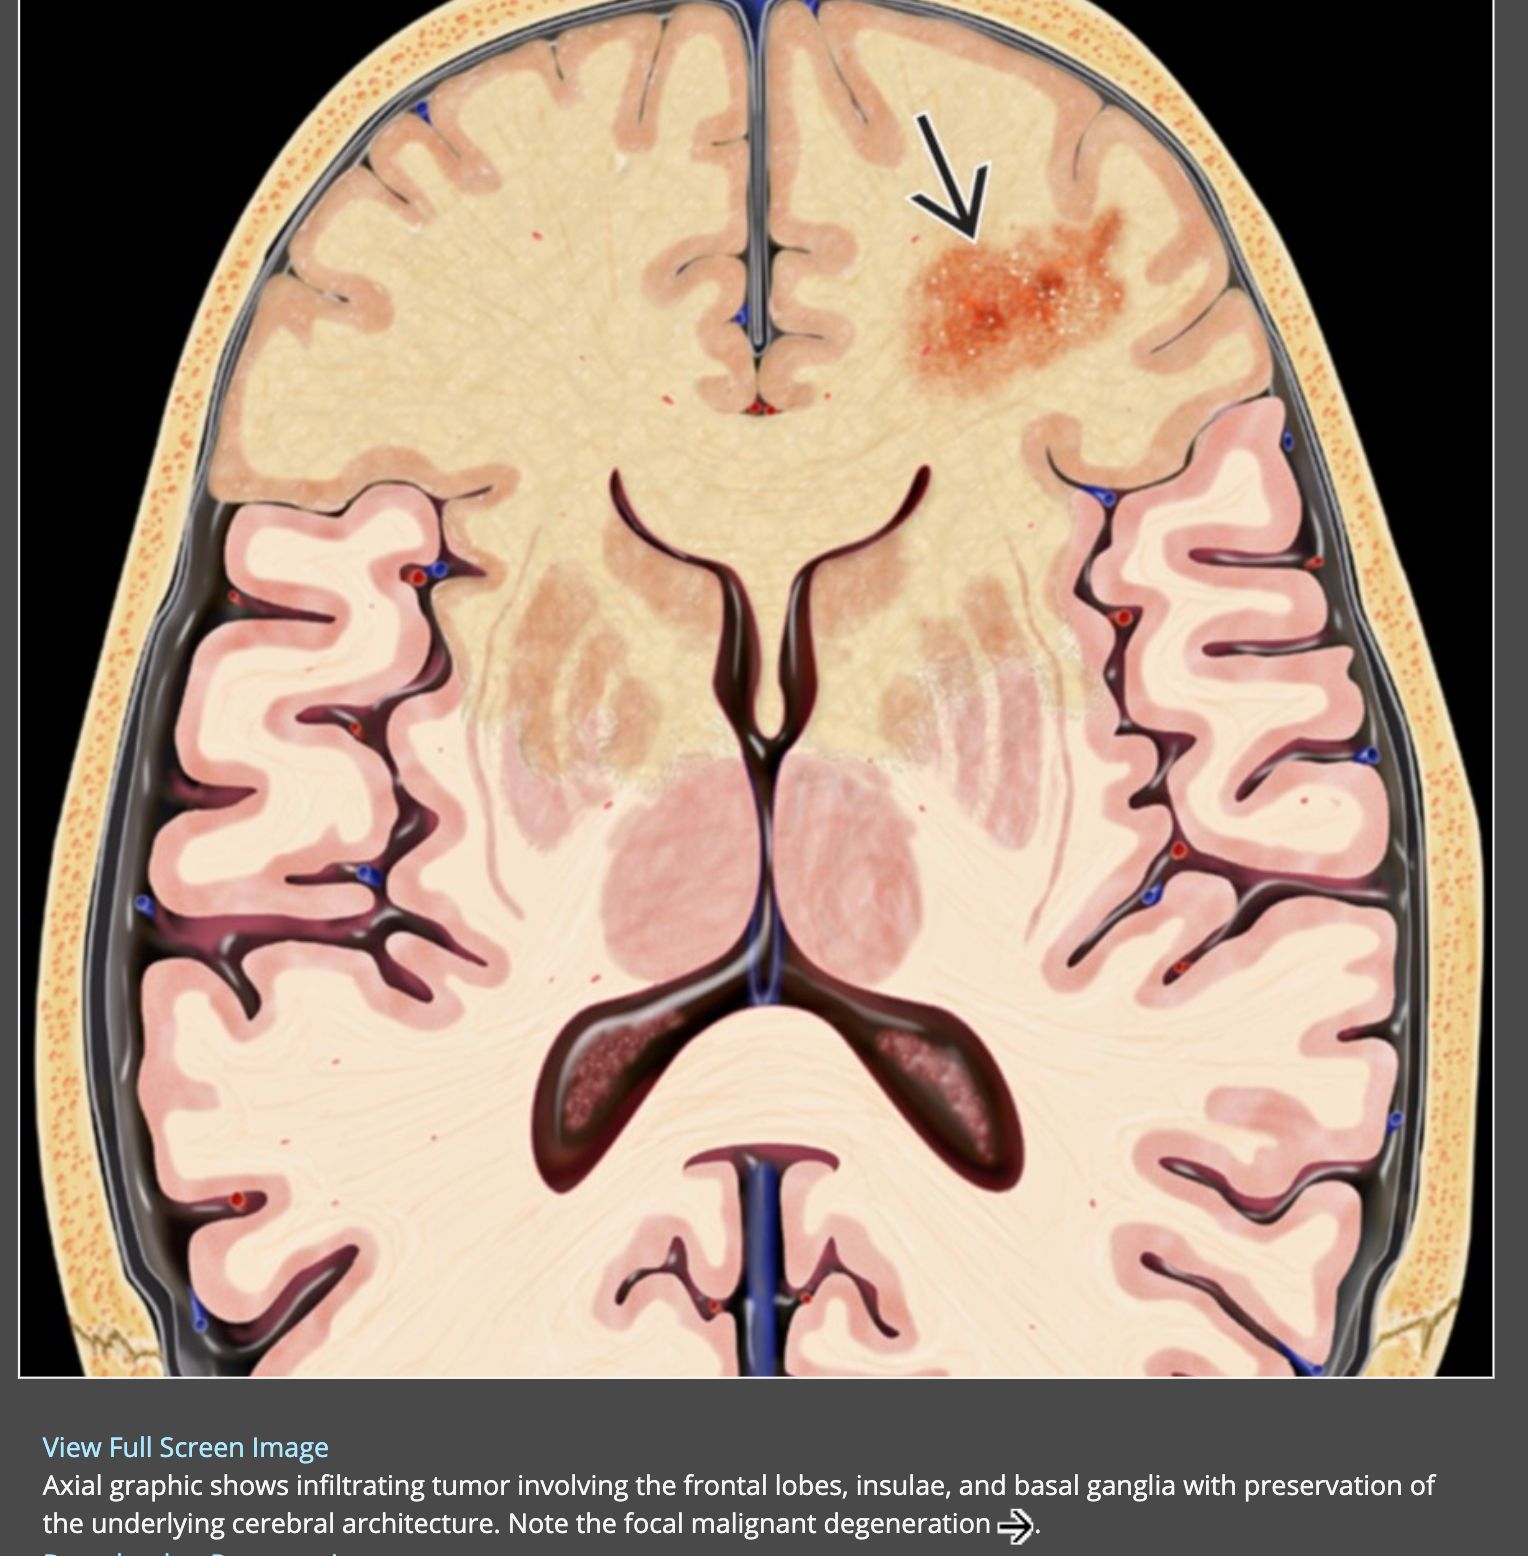 View Full Screen Image
Axial graphic shows infiltrating tumor involving the frontal lobes, insulae, and basal ganglia with preservation of
the underlying cerebral architecture. Note the focal malignant degeneration.